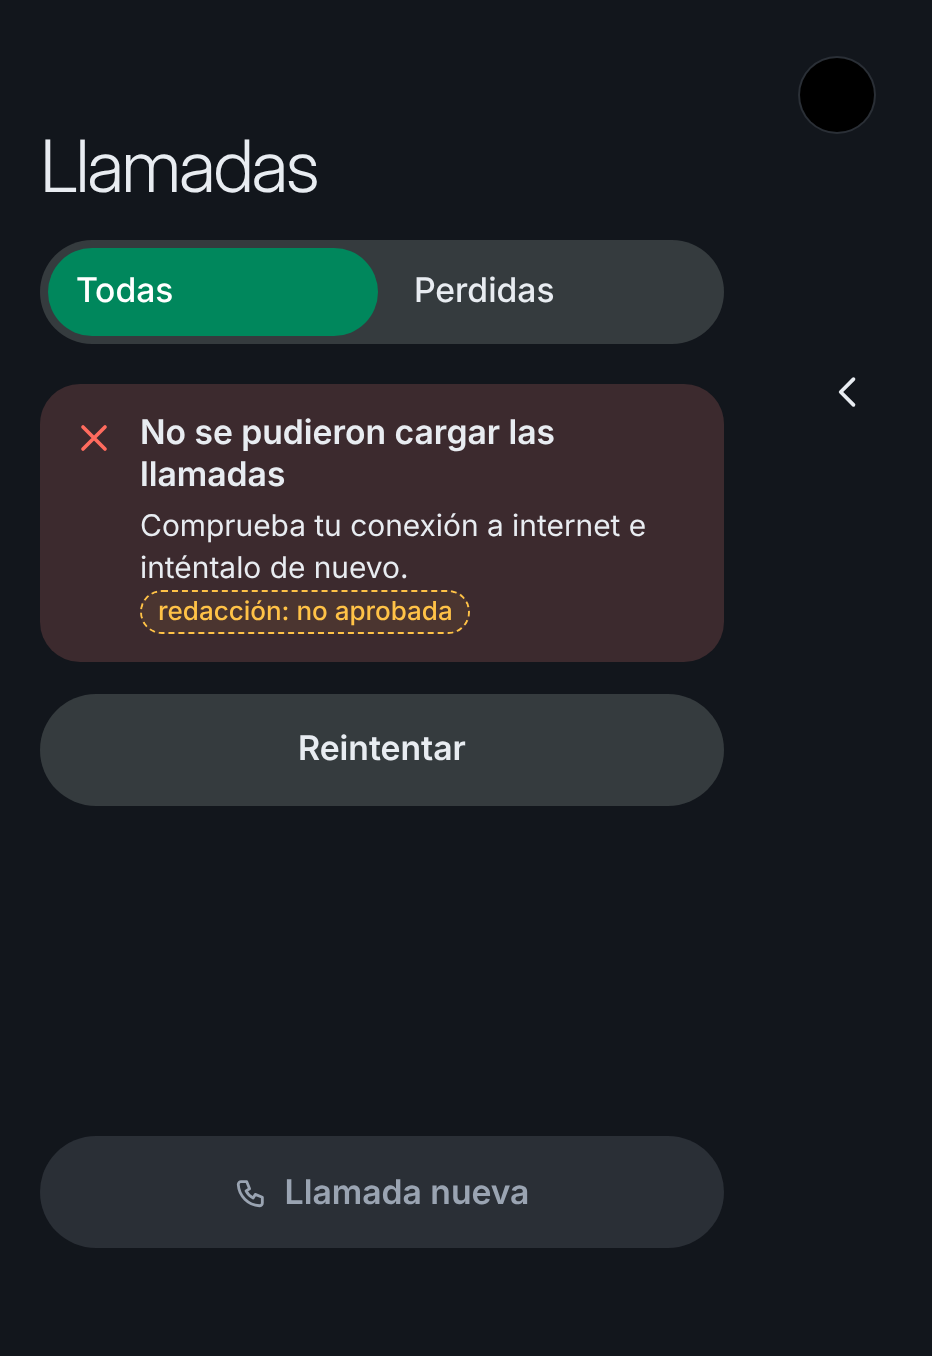 Llamadas
Todas
Perdidas
No se pudieron cargar las
llamadas
Comprueba tu conexión a internet e
inténtalo de nuevo.
redacción: no aprobada
Reintentar
Llamada nueva